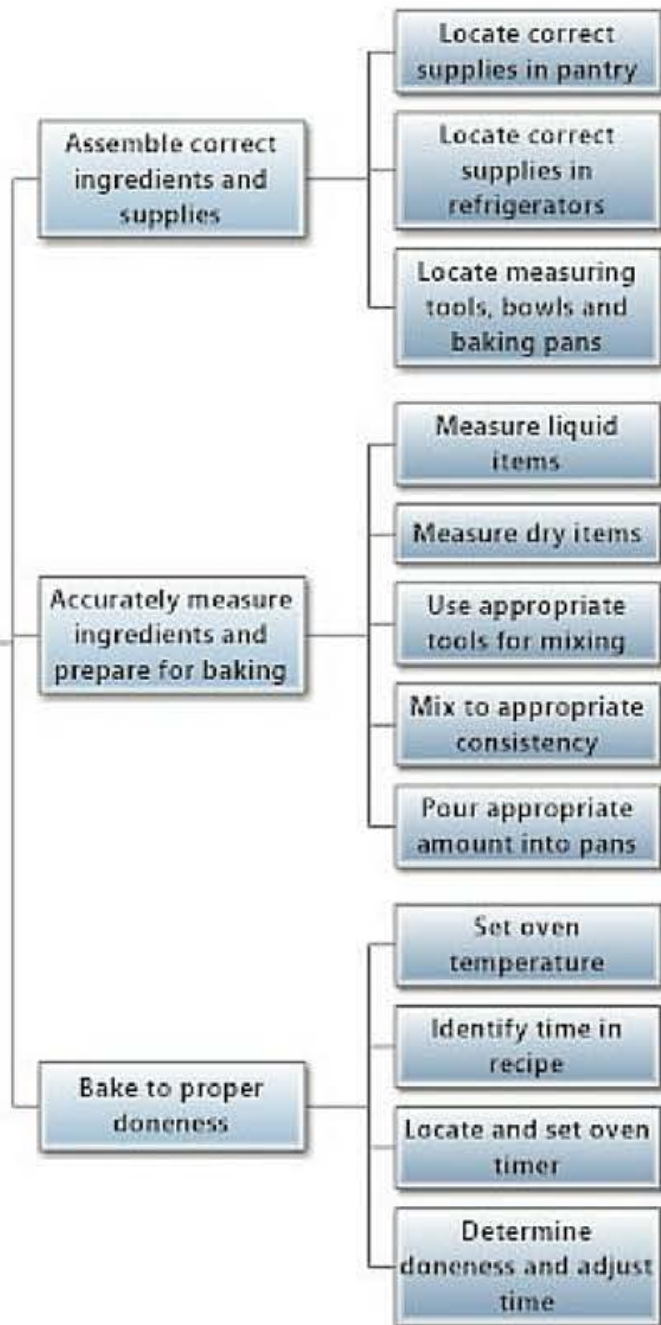 Assemble correct
ingredients and
supplies
Locate correct
supplies in pantry
Locate correct
supplies in
refrigerators
Locate measuring
tools, bowls and
baking pans
Accurately measure
ingredients and
prepare for baking
Measure liquid
items
Measure dry items
Use appropriate
tools for mixing
Mix to appropriate
consistency
Pour appropriate
amount into pans
Bake to proper
doneness
Set oven
temperature
Identify time in
recipe
Locate and set oven
timer
Determine
doneness and adjust
time